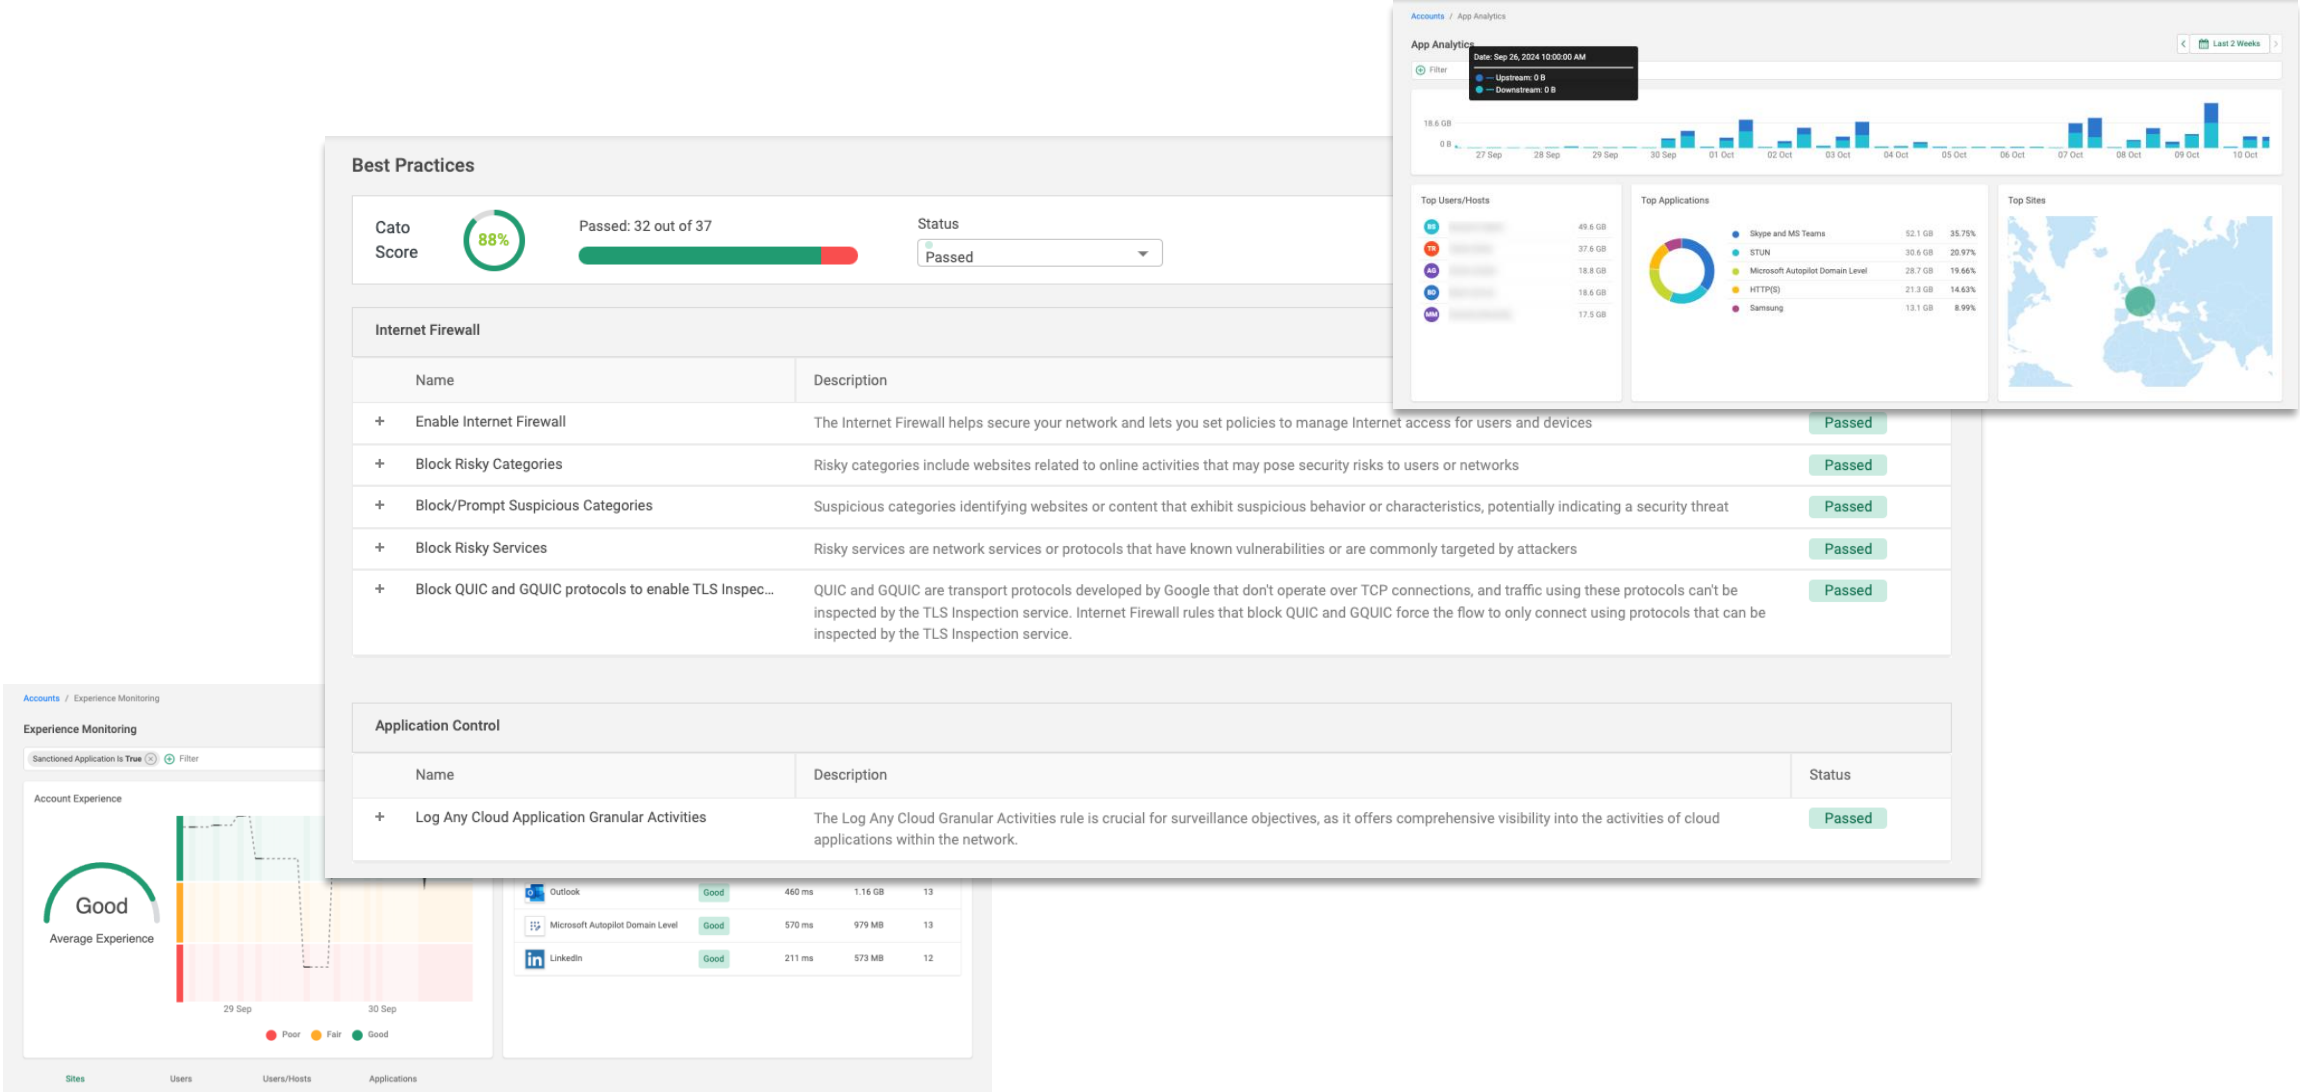 Accounts / App Analytics
App Analytics
Last 2 Weeks
Filter
Date: Sep 26, 2024 10:00:00 AM
Upstream: 0 B
Downstream: 0 B
18.6 GB
0 B
27 Sep 28 Sep 29 Sep 30 Sep 01 Oct 02 Oct 03 Oct 04 Oct 05 Oct 06 Oct 07 Oct 08 Oct 09 Oct 10 Oct
Top Users/Hosts
BS 49.6 GB
TR 37.6 GB
AG 18.8 GB
BD 18.6 GB
MM 17.5 GB
Top Applications
Skype and MS Teams 52.1 GB 35.75%
STUN 30.6 GB 20.97%
Microsoft Autopilot Domain Level 28.7 GB 19.66%
HTTP(S) 21.3 GB 14.63%
Samsung 13.1 GB 8.99%
Top Sites
Best Practices
Cato
Score
88%
Passed: 32 out of 37
Status
Passed
Internet Firewall
Name Description
+ Enable Internet Firewall The Internet Firewall helps secure your network and lets you set policies to manage Internet access for users and devices Passed
+ Block Risky Categories Risky categories include websites related to online activities that may pose security risks to users or networks Passed
+ Block/Prompt Suspicious Categories Suspicious categories identifying websites or content that exhibit suspicious behavior or characteristics, potentially indicating a security threat Passed
+ Block Risky Services Risky services are network services or protocols that have known vulnerabilities or are commonly targeted by attackers Passed
+ Block QUIC and GQUIC protocols to enable TLS Inspec... QUIC and GQUIC are transport protocols developed by Google that don't operate over TCP connections, and traffic using these protocols can't be Passed
inspected by the TLS Inspection service. Internet Firewall rules that block QUIC and GQUIC force the flow to only connect using protocols that can be
inspected by the TLS Inspection service.
Application Control
Name Description Status
+ Log Any Cloud Application Granular Activities The Log Any Cloud Granular Activities rule is crucial for surveillance objectives, as it offers comprehensive visibility into the activities of cloud Passed
applications within the network.
Accounts / Experience Monitoring
Experience Monitoring
Sanctioned Application Is True Filter
Account Experience
Good
Average Experience
29 Sep 30 Sep
Poor Fair Good
Outlook Good 460 ms 1.16 GB 13
Microsoft Autopilot Domain Level Good 570 ms 979 MB 13
LinkedIn Good 211 ms 573 MB 12
Sites Users Users/Hosts Applications